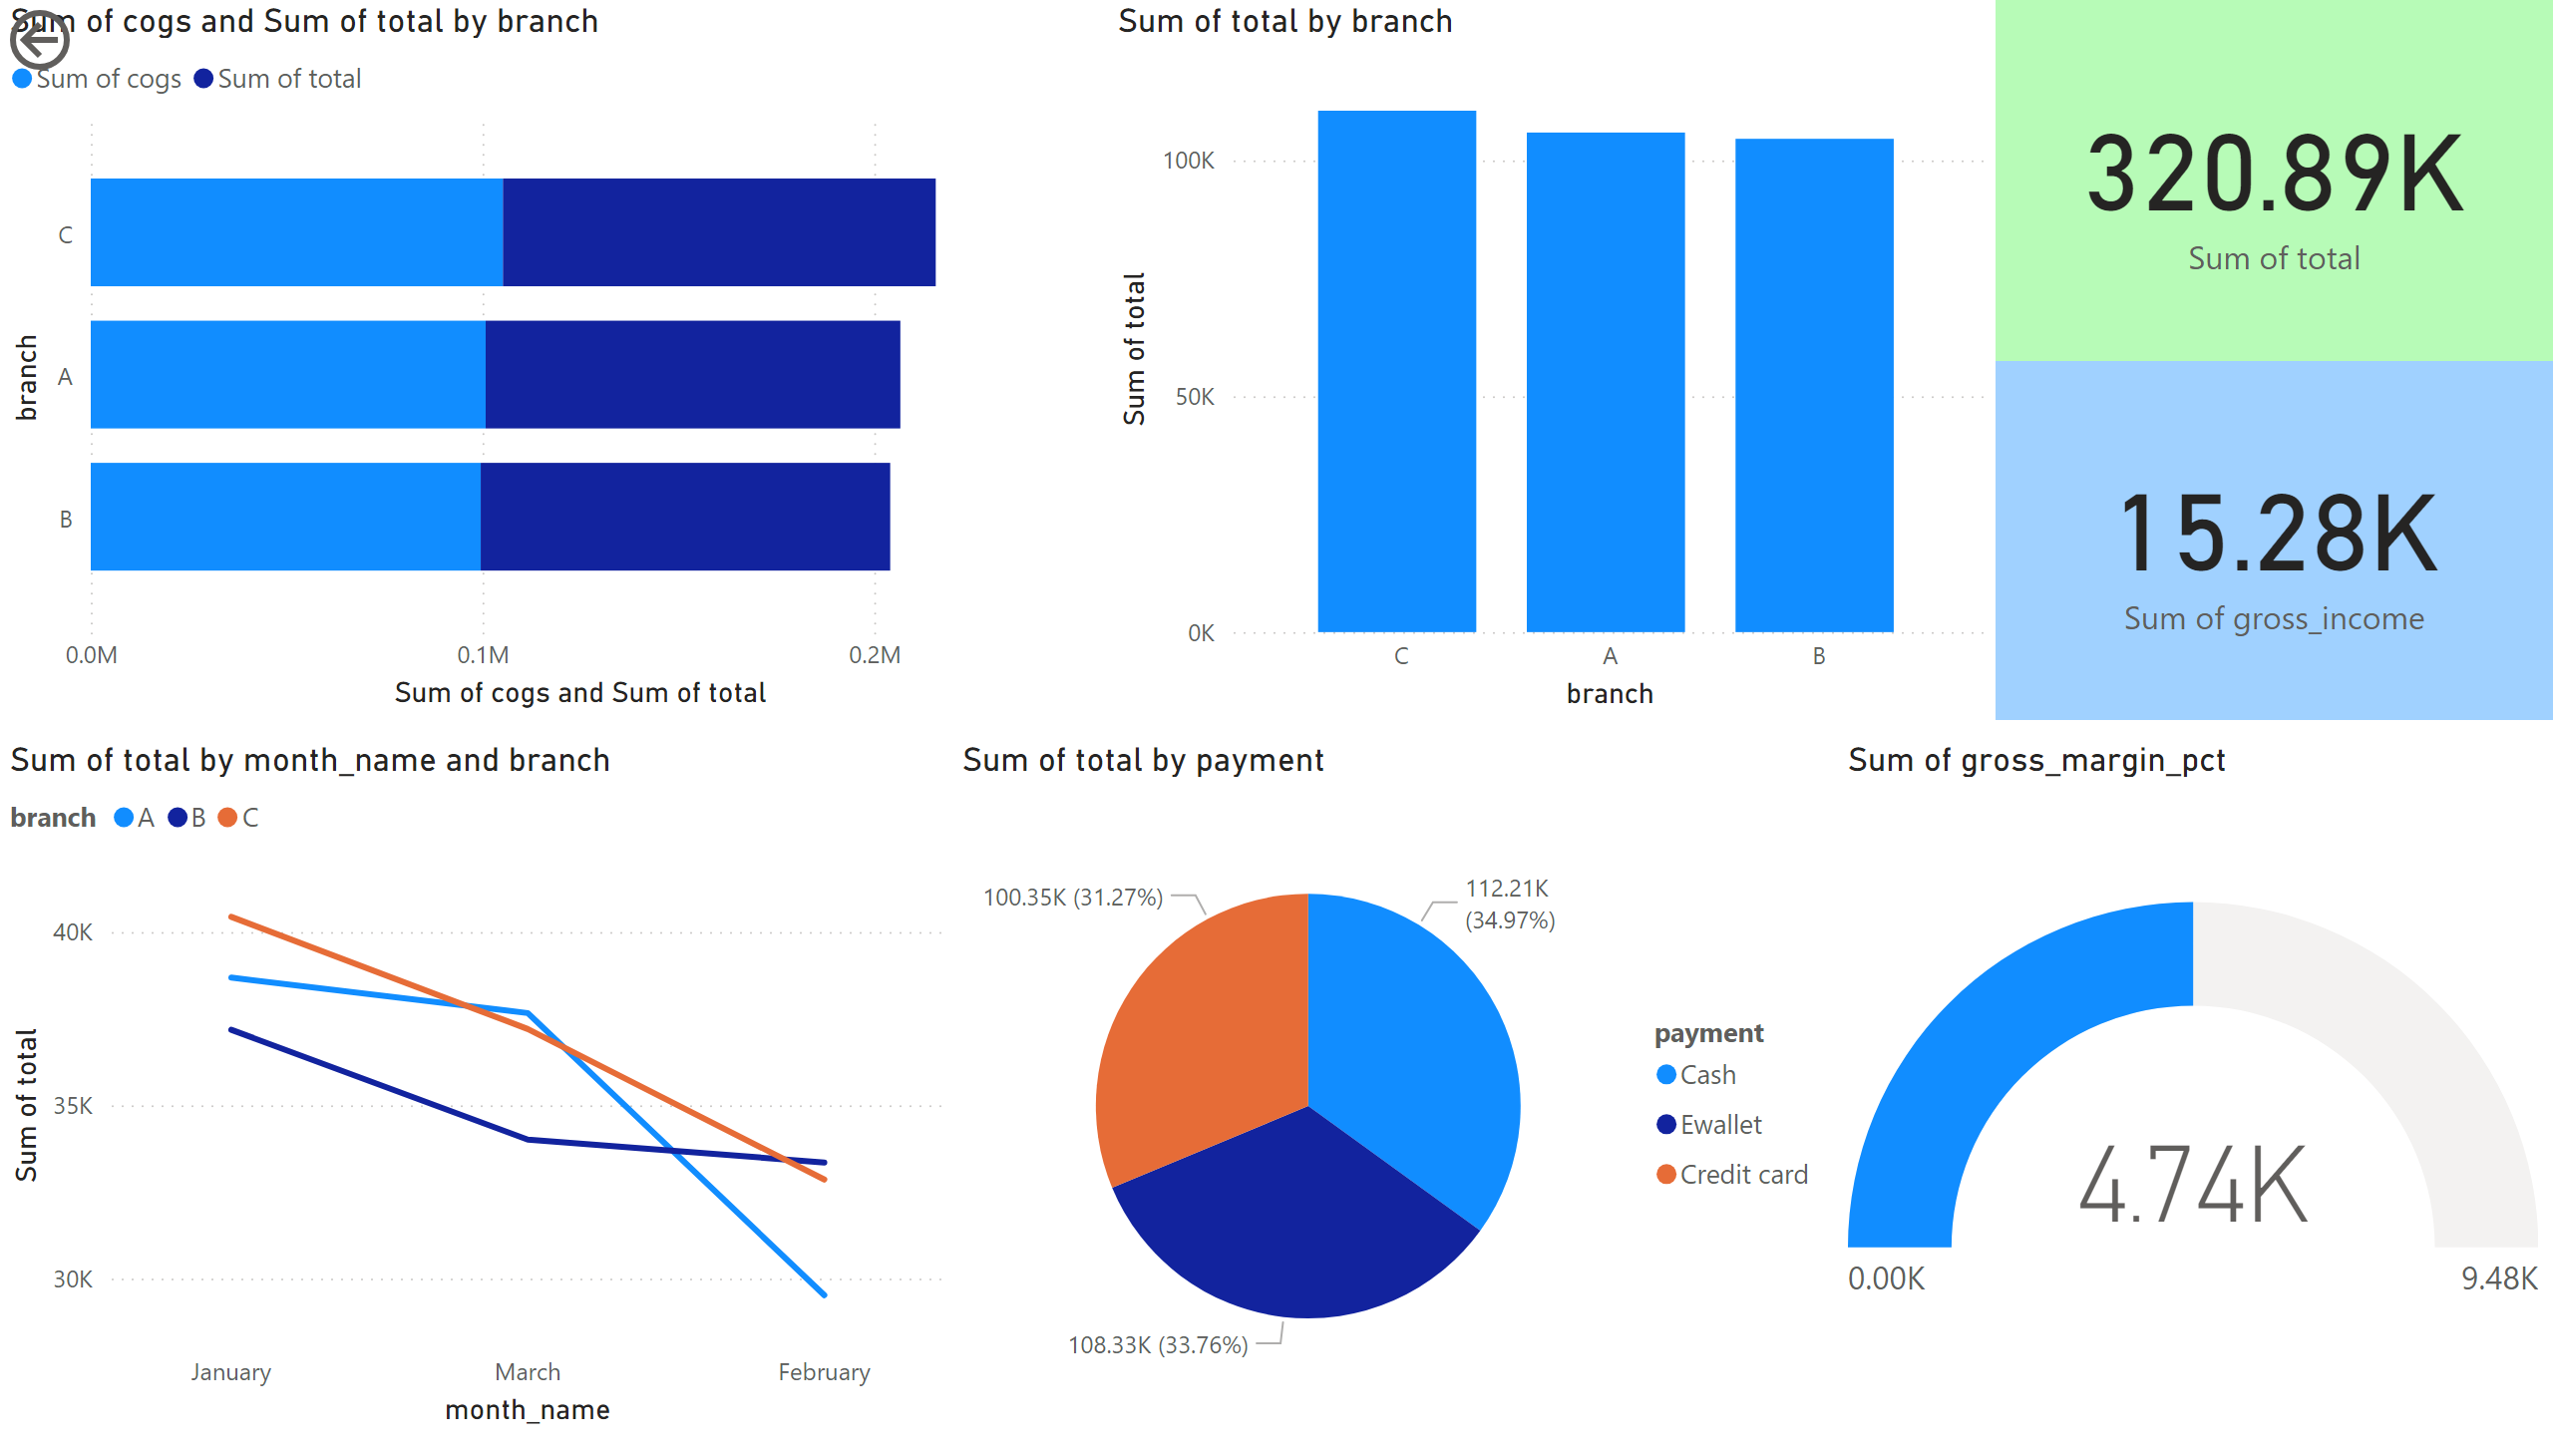 Sum of cogs and Sum of total by branch
Sum of cogs Sum of total
C
A
B
branch
0.0M 0.1M 0.2M
Sum of cogs and Sum of total
Sum of total by branch
100K
50K
0K
Sum of total
C A B
branch
320.89K
Sum of total
15.28K
Sum of gross_income
Sum of total by month_name and branch
branch A B C
40K
35K
30K
Sum of total
January March February
month_name
Sum of total by payment
100.35K (31.27%)
112.21K
(34.97%)
108.33K (33.76%)
payment
Cash
Ewallet
Credit card
Sum of gross_margin_pct
4.74K
0.00K 9.48K